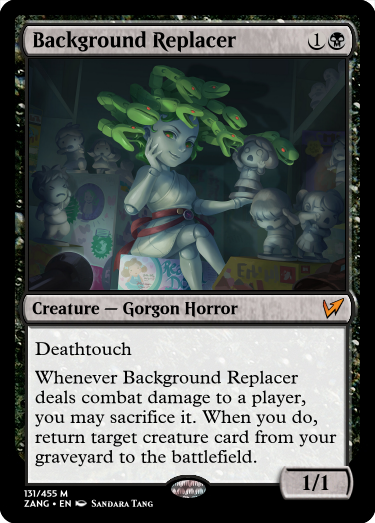 Background Replacer 1
Creature — Gorgon Horror
Deathtouch
Whenever Background Replacer
deals combat damage to a player,
you may sacrifice it. When you do,
return target creature card from your
graveyard to the battlefield.
1/1
131/455 M
ZANG • EN Sandara Tang